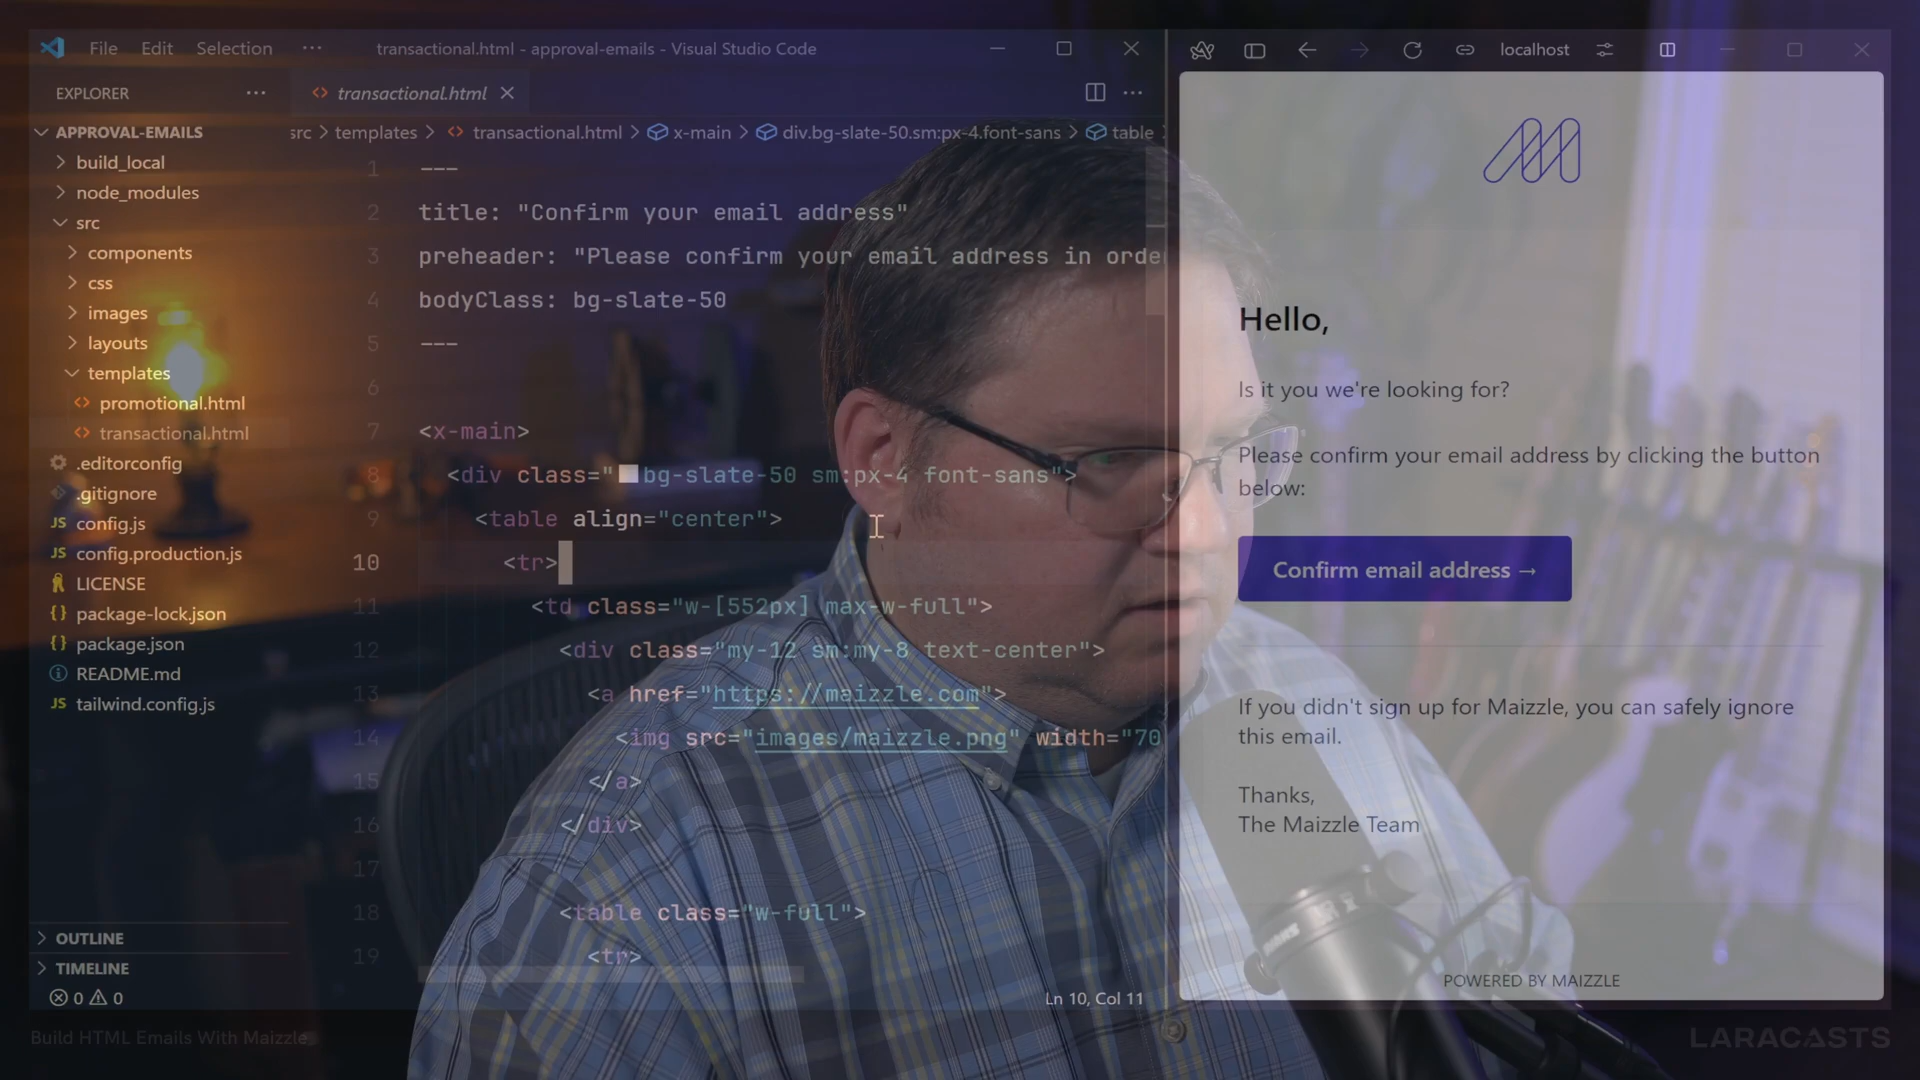 File Edit Selection ··· transactional.html - approval-emails - Visual Studio Code
localhost
EXPLORER ···
transactional.html
APPROVAL-EMAILS
build_local
node_modules
src
components
css
images
layouts
templates
promotional.html
transactional.html
.editorconfig
.gitignore
config.js
config.production.js
LICENSE
package-lock.json
package.json
README.md
tailwind.config.js
OUTLINE
TIMELINE
0 0
src > templates > transactional.html > x-main > div.bg-slate-50.sm:px-4.font-sans > table
1 ---
2 title: "Confirm your email address"
3 preheader: "Please confirm your email address in orde
4 bodyClass: bg-slate-50
5 ---
6
7 <x-main>
8 <div class="bg-slate-50 sm:px-4 font-sans">
9 <table align="center">
10 <tr>
11 <td class="w-[552px] max-w-full">
12 <div class="my-12 sm:my-8 text-center">
13 <a href="https://maizzle.com">
14 <img src="images/maizzle.png" width="70
15 </a>
16 </div>
17
18 <table class="w-full">
19 <tr>
Ln 10, Col 11
Hello,
Is it you we're looking for?
Please confirm your email address by clicking the button
below:
Confirm email address →
If you didn't sign up for Maizzle, you can safely ignore
this email.
Thanks,
The Maizzle Team
POWERED BY MAIZZLE
Build HTML Emails With Maizzle
LARACASTS